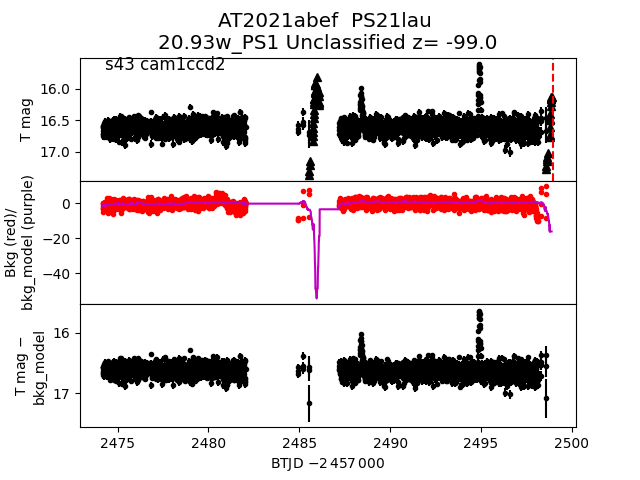 AT2021abef PS21lau
20.93w_PS1 Unclassified z= -99.0
s43 cam1ccd2
T mag
16.0
16.5
17.0
Bkg (red)/
bkg_model (purple)
0
−20
−40
T mag −
bkg_model
16
17
2475
2480
2485
2490
2495
2500
BTJD −2 457 000